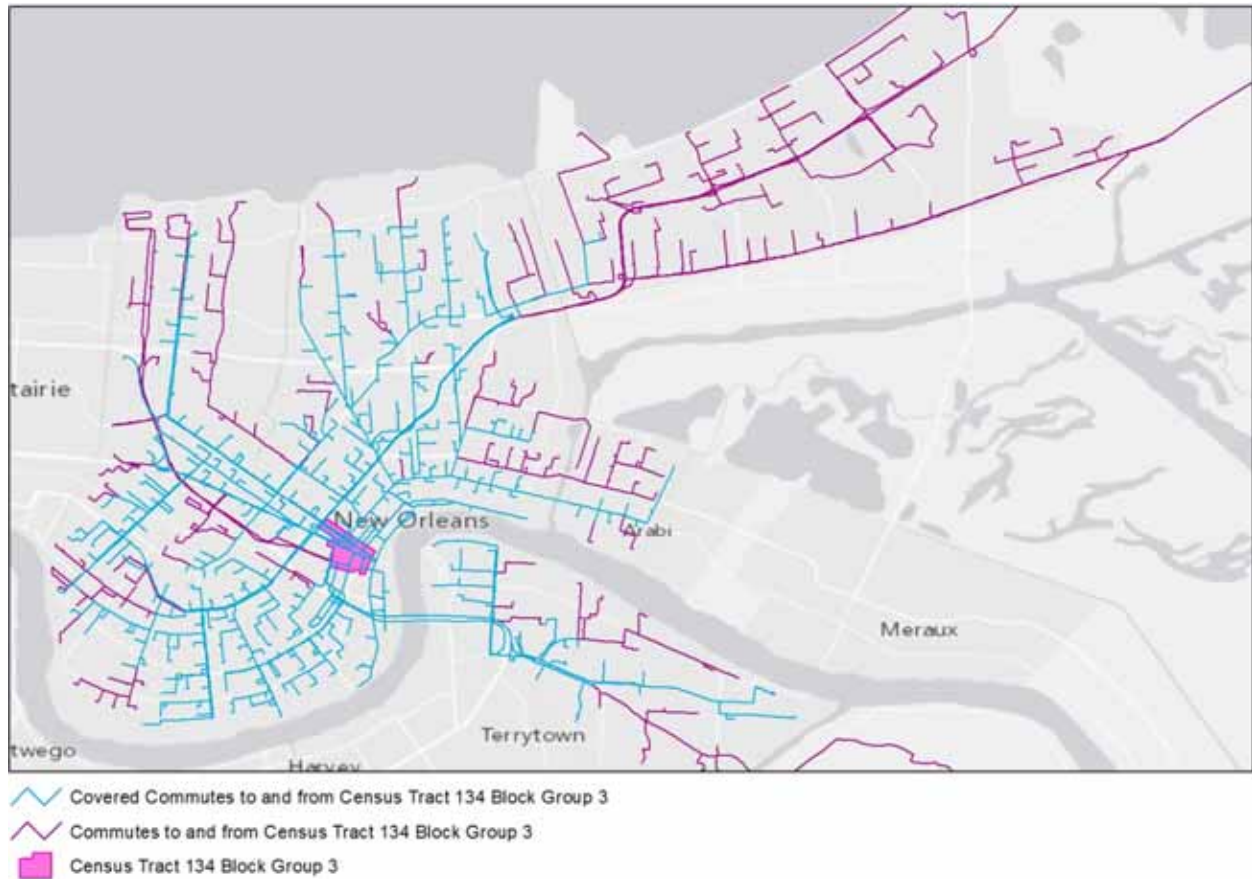 tairie
New Orleans
Arabi
Meraux
Terrytown
twego
Harvey
Covered Commutes to and from Census Tract 134 Block Group 3
Commutes to and from Census Tract 134 Block Group 3
Census Tract 134 Block Group 3